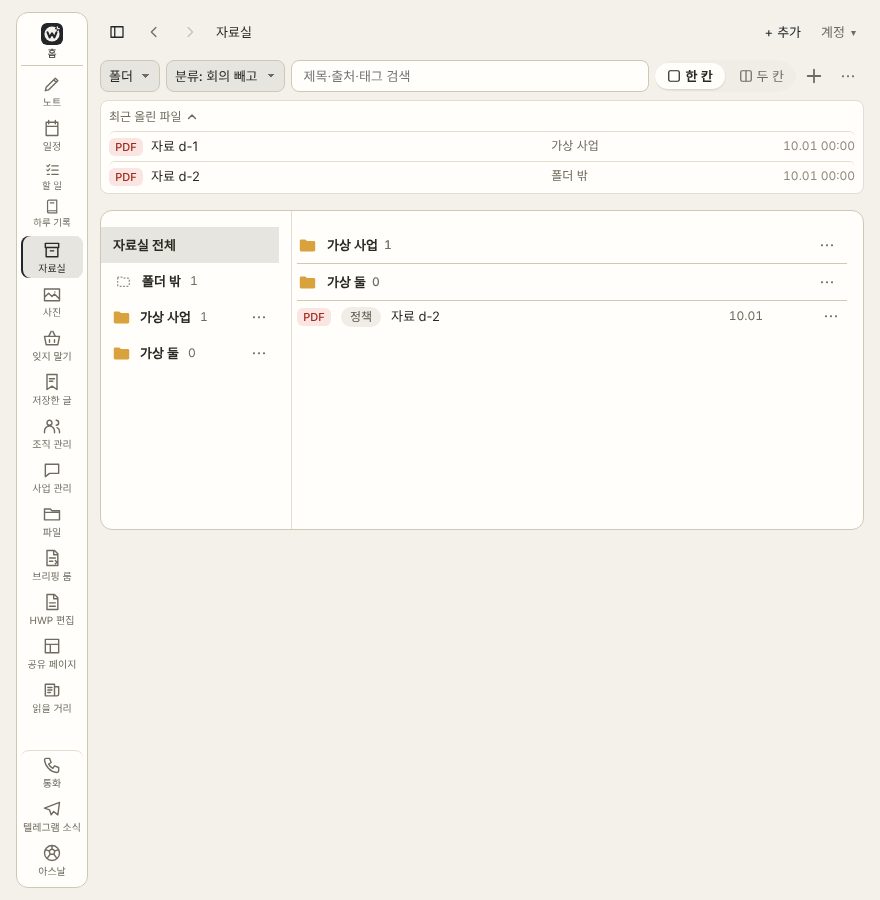 홈
노트
일정
할 일
하루 기록
자료실
사진
잊지 말기
저장한 글
조직 관리
사업 관리
파일
브리핑 룸
HWP 편집
공유 페이지
읽을 거리
통화
텔레그램 소식
아스날
자료실
+ 추가 계정 ▾
폴더 분류: 회의 빼고 제목·출처·태그 검색 한 칸 두 칸
최근 올린 파일
PDF 자료 d-1 가상 사업 10.01 00:00
PDF 자료 d-2 폴더 밖 10.01 00:00
자료실 전체
폴더 밖 1
가상 사업 1
가상 둘 0
가상 사업 1
가상 둘 0
PDF 정책 자료 d-2 10.01